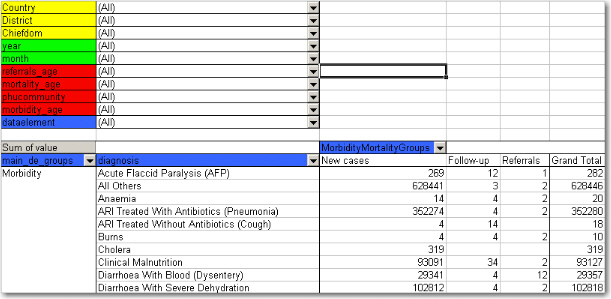 Country (All)
District (All)
Chiefdom (All)
year (All)
month (All)
referrals_age (All)
mortality_age (All)
phucommunity (All)
morbidity_age (All)
dataelement (All)
Sum of value MorbidityMortalityGroups
main_de_groups diagnosis New cases Follow-up Referrals Grand Total
Morbidity Acute Flaccid Paralysis (AFP) 269 12 1 282
All Others 628441 3 2 628446
Anaemia 14 4 2 20
ARI Treated With Antibiotics (Pneumonia) 352274 4 2 352280
ARI Treated Without Antibiotics (Cough) 4 14 18
Burns 4 4 2 10
Cholera 319 319
Clinical Malnutrition 93091 34 2 93127
Diarrhoea With Blood (Dysentery) 29341 4 12 29357
Diarrhoea With Severe Dehydration 102812 4 2 102818